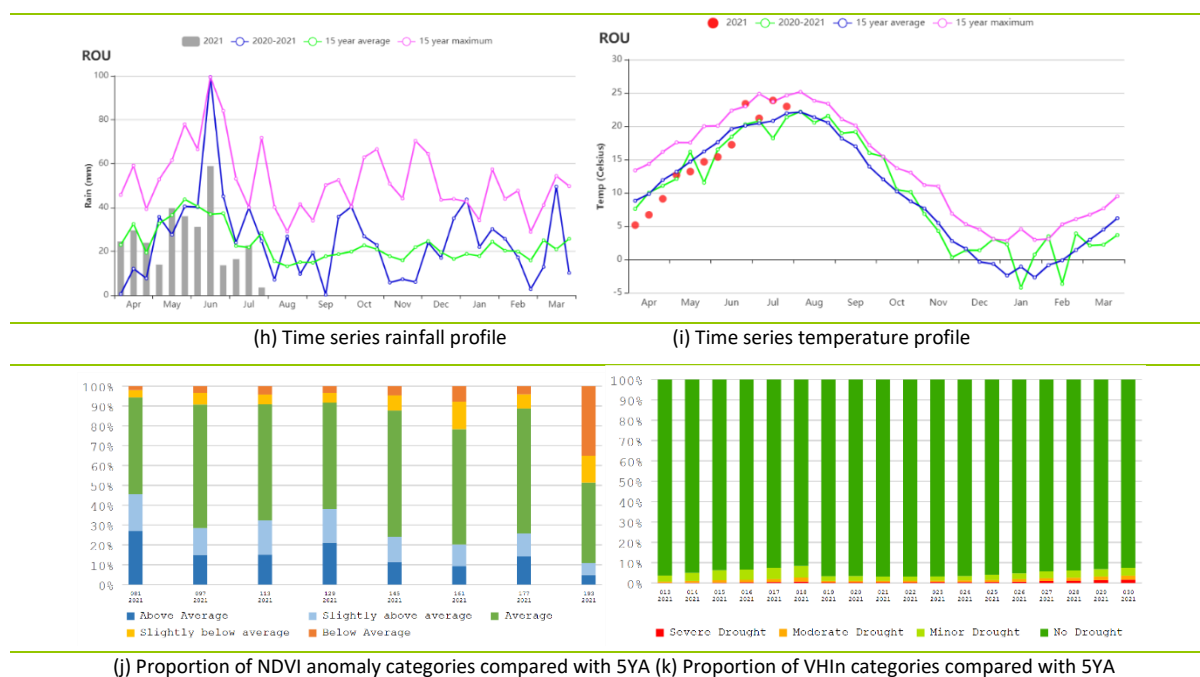 2021 2020-2021 15 year average 15 year maximum
ROU
Rain (mm)
100
80
60
40
20
0
Apr May Jun Jul Aug Sep Oct Nov Dec Jan Feb Mar
2021 2020-2021 15 year average 15 year maximum
ROU
Temp (Celsius)
30
25
20
15
10
5
0
-5
Apr May Jun Jul Aug Sep Oct Nov Dec Jan Feb Mar
(h) Time series rainfall profile (i) Time series temperature profile
100%
90%
80%
70%
60%
50%
40%
30%
20%
10%
0%
081 097 113 129 145 161 177 193
2021 2021 2021 2021 2021 2021 2021 2021
Above Average Slightly above average Average
Slightly below average Below Average
100%
90%
80%
70%
60%
50%
40%
30%
20%
10%
0%
013 014 015 016 017 018 019 020 021 022 023 024 025 026 027 028 029 030
2021 2021 2021 2021 2021 2021 2021 2021 2021 2021 2021 2021 2021 2021 2021 2021 2021 2021
Severe Drought Moderate Drought Minor Drought No Drought
(j) Proportion of NDVI anomaly categories compared with 5YA (k) Proportion of VHIn categories compared with 5YA